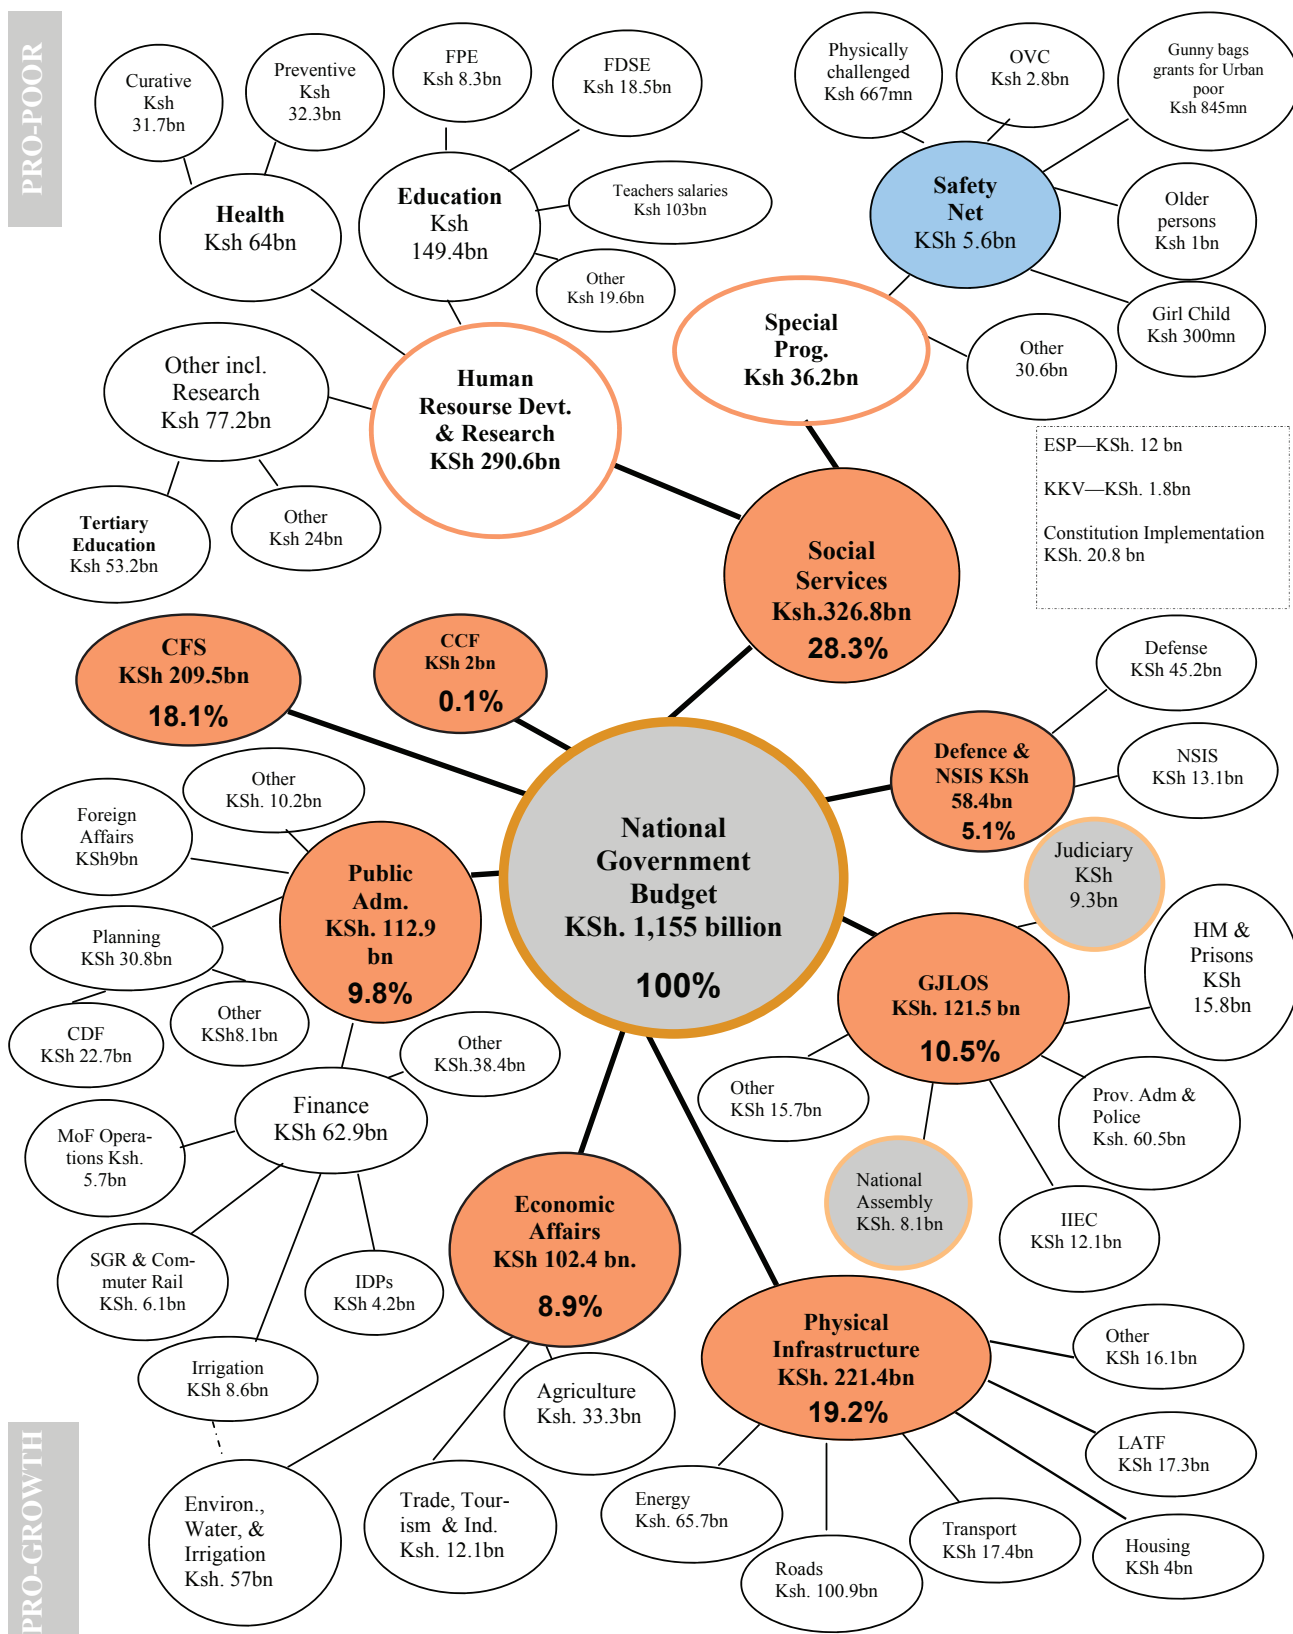 PRO-POOR
Curative
Ksh
31.7bn
Preventive
Ksh
32.3bn
FPE
Ksh 8.3bn
FDSE
Ksh 18.5bn
Physically
challenged
Ksh 667mn
OVC
Ksh 2.8bn
Gunny bags
grants for Urban
poor
Ksh 845mn
Health
Ksh 64bn
Education
Ksh
149.4bn
Teachers salaries
Ksh 103bn
Other
Ksh 19.6bn
Safety
Net
KSh 5.6bn
Older
persons
Ksh 1bn
Girl Child
Ksh 300mn
Special
Prog.
Ksh 36.2bn
Other
30.6bn
Other incl.
Research
Ksh 77.2bn
Human
Resourse Devt.
& Research
KSh 290.6bn
Tertiary
Education
Ksh 53.2bn
Other
Ksh 24bn
ESP—KSh. 12 bn
KKV—KSh. 1.8bn
Constitution Implementation
KSh. 20.8 bn
Social
Services
Ksh.326.8bn
28.3%
CFS
KSh 209.5bn
18.1%
CCF
KSh 2bn
0.1%
Defense
KSh 45.2bn
Defence &
NSIS KSh
58.4bn
5.1%
NSIS
KSh 13.1bn
Other
KSh. 10.2bn
Foreign
Affairs
KSh9bn
National
Government
Budget
KSh. 1,155 billion
100%
Judiciary
KSh
9.3bn
Public
Adm.
KSh. 112.9
bn
9.8%
Planning
KSh 30.8bn
CDF
KSh 22.7bn
Other
KSh8.1bn
HM &
Prisons
KSh
15.8bn
GJLOS
KSh. 121.5 bn
10.5%
Other
KSh.38.4bn
Other
KSh 15.7bn
Prov. Adm &
Police
Ksh. 60.5bn
Finance
KSh 62.9bn
MoF Opera-
tions Ksh.
5.7bn
National
Assembly
KSh. 8.1bn
IIEC
KSh 12.1bn
Economic
Affairs
KSh 102.4 bn.
8.9%
SGR & Com-
muter Rail
KSh. 6.1bn
IDPs
KSh 4.2bn
Physical
Infrastructure
KSh. 221.4bn
19.2%
Other
KSh 16.1bn
Irrigation
KSh 8.6bn
Agriculture
Ksh. 33.3bn
LATF
KSh 17.3bn
PRO-GROWTH
Environ.,
Water, &
Irrigation
Ksh. 57bn
Trade, Tour-
ism & Ind.
Ksh. 12.1bn
Energy
Ksh. 65.7bn
Roads
Ksh. 100.9bn
Transport
KSh 17.4bn
Housing
KSh 4bn